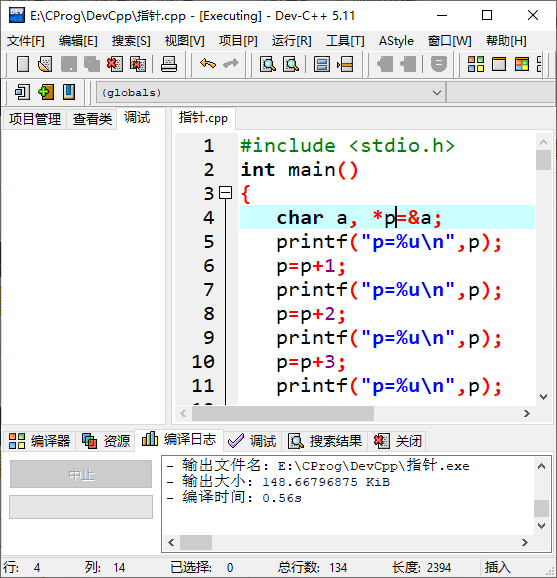 E:\CProg\DevCpp\指针.cpp - [Executing] - Dev-C++ 5.11
文件[F] 编辑[E] 搜索[S] 视图[V] 项目[P] 运行[R] 工具[T] AStyle 窗口[W] 帮助[H]
(globals)
项目管理 查看类 调试 指针.cpp
1 #include <stdio.h>
2 int main()
3 {
4 char a, *p=&a;
5 printf("p=%u\n",p);
6 p=p+1;
7 printf("p=%u\n",p);
8 p=p+2;
9 printf("p=%u\n",p);
10 p=p+3;
11 printf("p=%u\n",p);
编译器 资源 编译日志 调试 搜索结果 关闭
中止
- 输出文件名: E:\CProg\DevCpp\指针.exe
- 输出大小: 148.66796875 KiB
- 编译时间: 0.56s
行: 4 列: 14 已选择: 0 总行数: 134 长度: 2394 插入